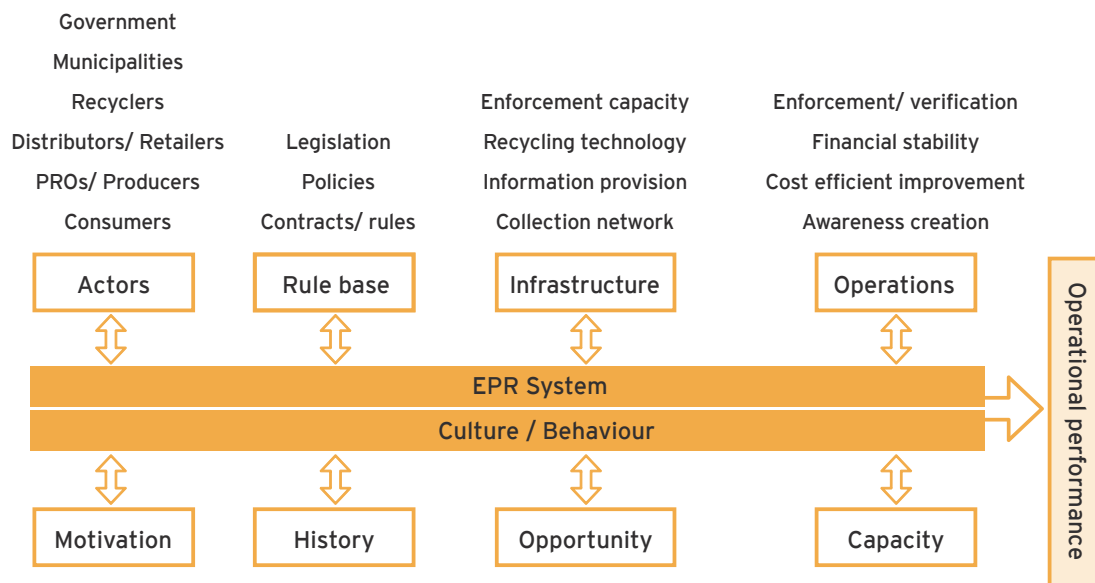 Government
Municipalities
Recyclers
Distributors/ Retailers
PROs/ Producers
Consumers
Actors
Legislation
Policies
Contracts/ rules
Rule base
Enforcement capacity
Recycling technology
Information provision
Collection network
Infrastructure
Enforcement/ verification
Financial stability
Cost efficient improvement
Awareness creation
Operations
EPR System
Culture / Behaviour
Motivation
History
Opportunity
Capacity
Operational performance